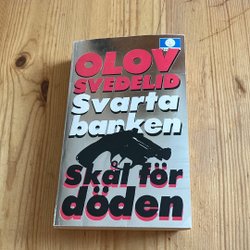 OLOV
SVEDELID
Svarta
banken
Skål för
döden